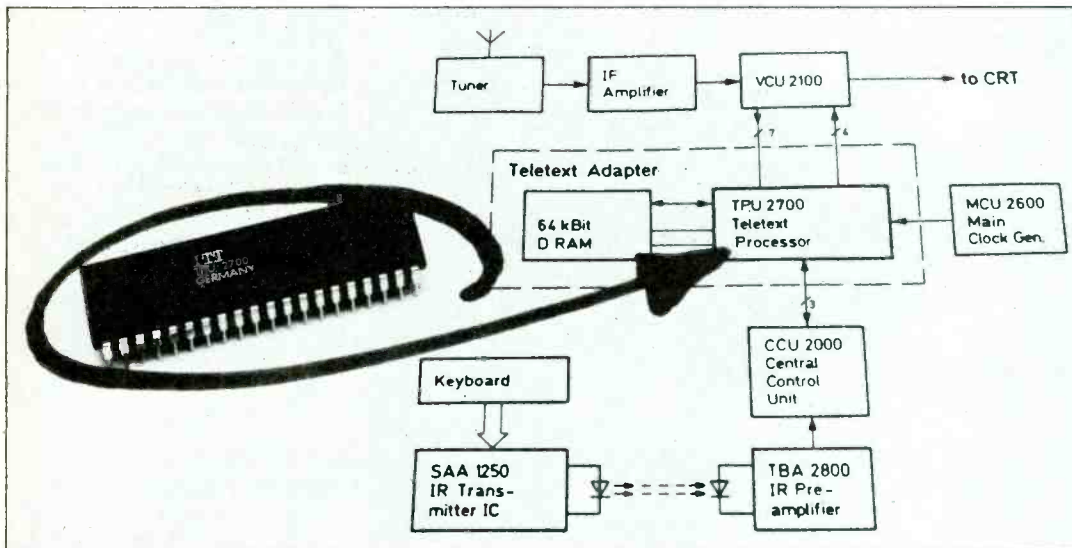 Tuner
IF
Amplifier
VCU 2100
to CRT
7
4
Teletext Adapter
64 kBit
D RAM
TPU 2700
Teletext
Processor
MCU 2600
Main
Clock Gen.
ITT
2700
GERMANY
3
CCU 2000
Central
Control
Unit
Keyboard
SAA 1250
IR Trans-
mitter IC
TBA 2800
IR Pre-
amplifier